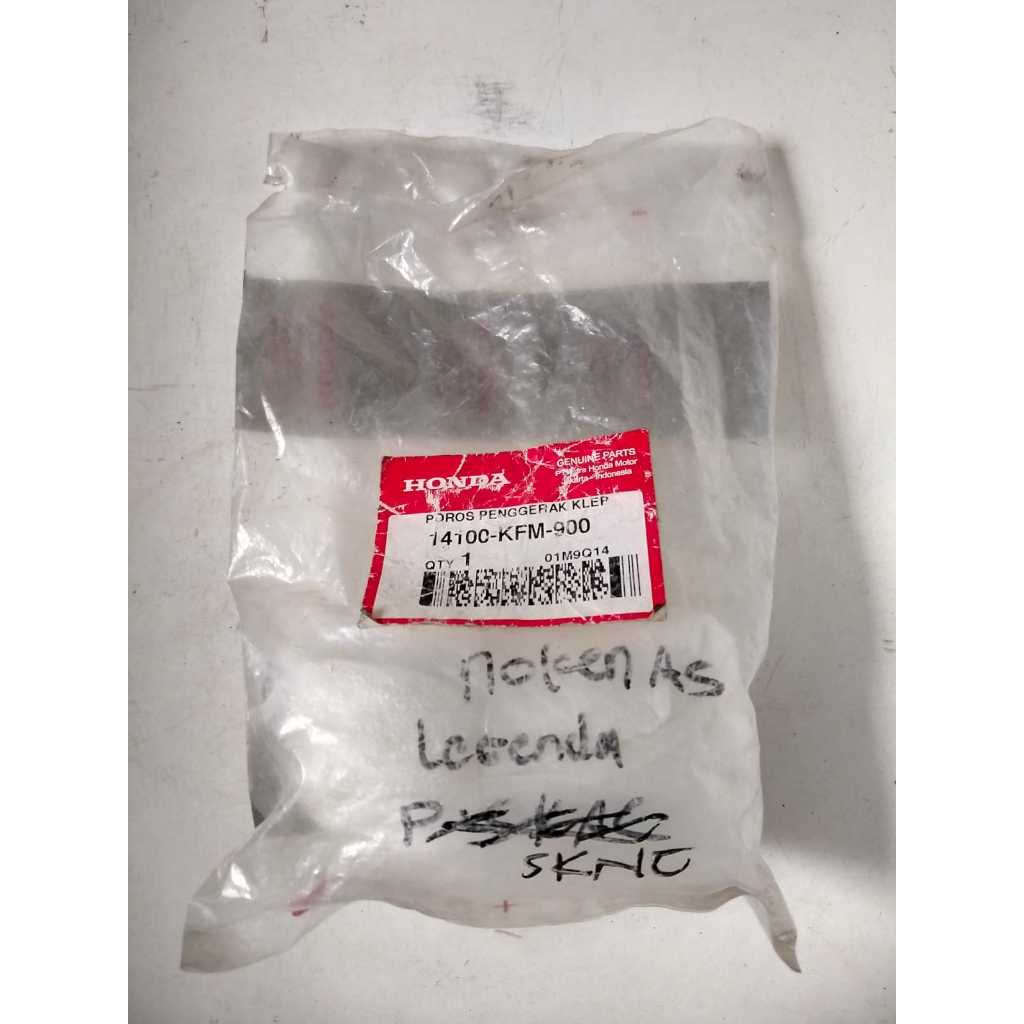 HONDA
GENUINE PARTS
PT Astra Honda Motor
Jakarta - Indonesia
POROS PENGGERAK KLEP
14100-KFM-900
QTY 1
01M9Q14
noken AS
Legenda